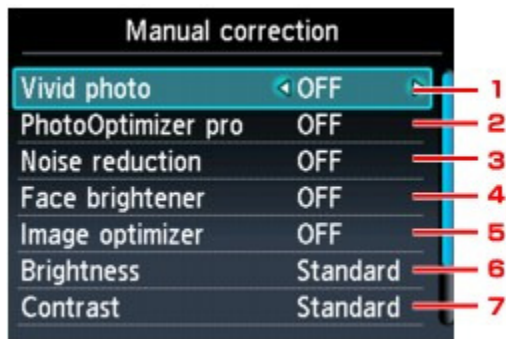 Manual correction
Vivid photo OFF 1
PhotoOptimizer pro OFF 2
Noise reduction OFF 3
Face brightener OFF 4
Image optimizer OFF 5
Brightness Standard 6
Contrast Standard 7